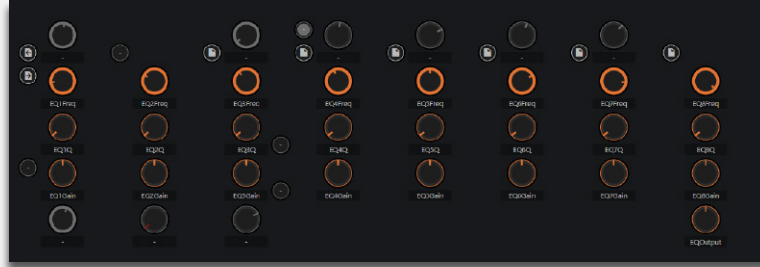 - - - - - - -
-
EQ1Freq EQ2Freq EQ3Freq EQ4Freq EQ5Freq EQ6Freq EQ7Freq EQ8Freq
EQ1Q EQ2Q EQ3Q EQ4Q EQ5Q EQ6Q EQ7Q EQ8Q
-
- -
EQ1Gain EQ2Gain EQ3Gain EQ4Gain EQ5Gain EQ6Gain EQ7Gain EQ8Gain
- - - EQOutput